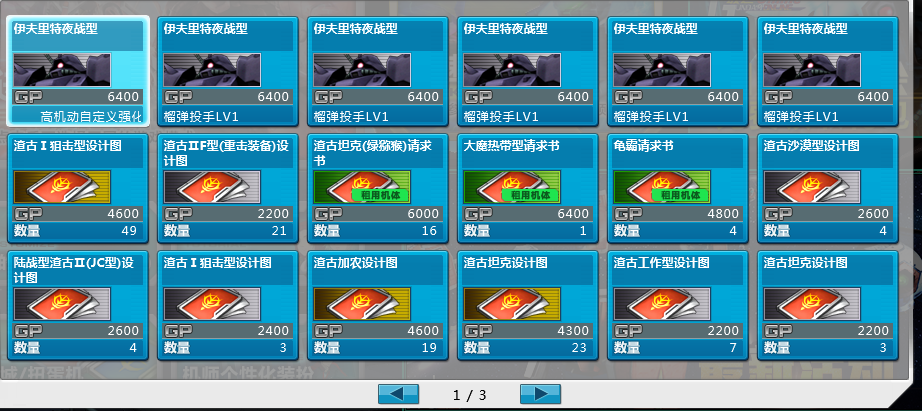 伊夫里特夜战型
GP 6400
高机动自定义强化
伊夫里特夜战型
GP 6400
榴弹投手LV1
伊夫里特夜战型
GP 6400
榴弹投手LV1
伊夫里特夜战型
GP 6400
榴弹投手LV1
伊夫里特夜战型
GP 6400
榴弹投手LV1
伊夫里特夜战型
GP 6400
榴弹投手LV1
渣古Ⅰ狙击型设计图
GP 4600
数量 49
渣古ⅡF型(重击装备)设
计图
GP 2200
数量 21
渣古坦克(绿猕猴)请求
书
租用机体
GP 6000
数量 16
大魔热带型请求书
租用机体
GP 6400
数量 1
龟霸请求书
租用机体
GP 4800
数量 4
渣古沙漠型设计图
GP 2600
数量 4
陆战型渣古Ⅱ(JC型)设
计图
GP 2600
数量 4
渣古Ⅰ狙击型设计图
GP 2400
数量 3
渣古加农设计图
GP 4600
数量 19
渣古坦克设计图
GP 4300
数量 23
渣古工作型设计图
GP 2200
数量 7
渣古坦克设计图
GP 2200
数量 3
机师个性化装扮
1 / 3